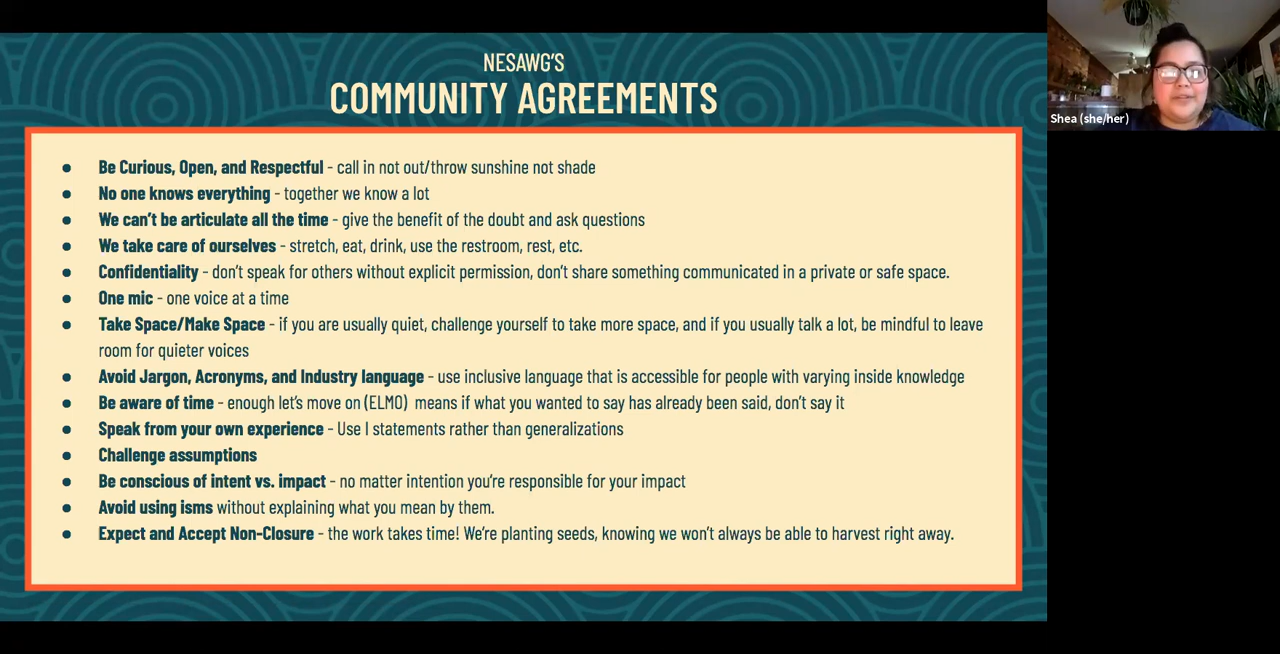 NESAWG'S
COMMUNITY AGREEMENTS
Shea (she/her)
● Be Curious, Open, and Respectful - call in not out/throw sunshine not shade
● No one knows everything - together we know a lot
● We can't be articulate all the time - give the benefit of the doubt and ask questions
● We take care of ourselves - stretch, eat, drink, use the restroom, rest, etc.
● Confidentiality - don't speak for others without explicit permission, don't share something communicated in a private or safe space.
● One mic - one voice at a time
● Take Space/Make Space - if you are usually quiet, challenge yourself to take more space, and if you usually talk a lot, be mindful to leave
room for quieter voices
● Avoid Jargon, Acronyms, and Industry language - use inclusive language that is accessible for people with varying inside knowledge
● Be aware of time - enough let's move on (ELMO) means if what you wanted to say has already been said, don't say it
● Speak from your own experience - Use I statements rather than generalizations
● Challenge assumptions
● Be conscious of intent vs. impact - no matter intention you're responsible for your impact
● Avoid using isms without explaining what you mean by them.
● Expect and Accept Non-Closure - the work takes time! We're planting seeds, knowing we won't always be able to harvest right away.